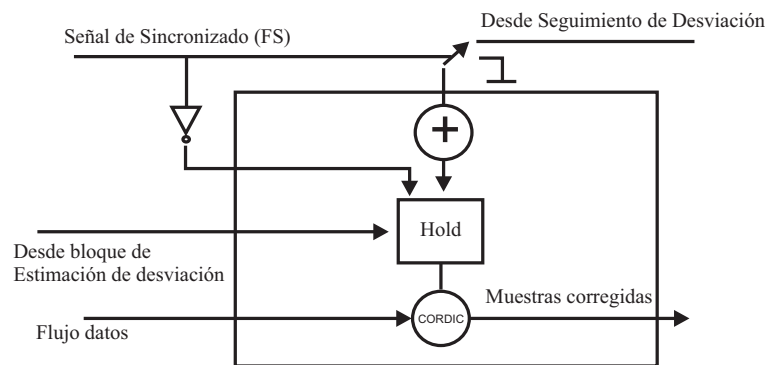 Desde Seguimiento de Desviación
Señal de Sincronizado (FS)
+
Hold
Desde bloque de
Estimación de desviación
CORDIC
Muestras corregidas
Flujo datos